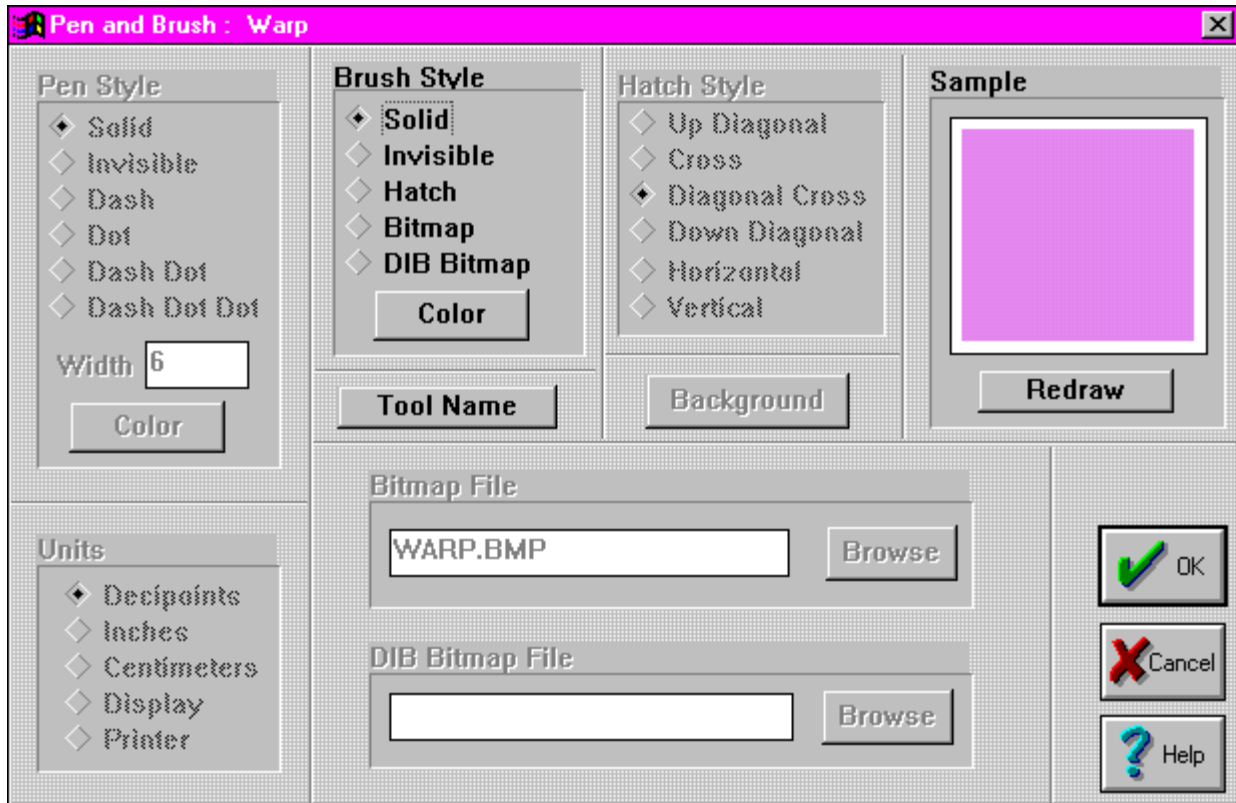 Pen and Brush : Warp
Pen Style
Solid
Invisible
Dash
Dot
Dash Dot
Dash Dot Dot
Width 6
Color
Brush Style
Solid
Invisible
Hatch
Bitmap
DIB Bitmap
Color
Tool Name
Hatch Style
Up Diagonal
Cross
Diagonal Cross
Down Diagonal
Horizontal
Vertical
Background
Sample
Redraw
Units
Decipoints
Inches
Centimeters
Display
Printer
Bitmap File
WARP.BMP
Browse
DIB Bitmap File
Browse
OK
Cancel
Help